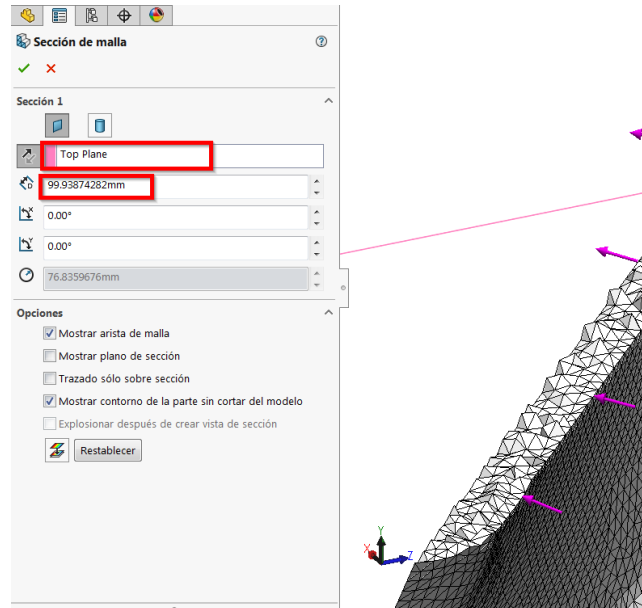 Sección de malla
Sección 1
Top Plane
99.93874282mm
0.00°
0.00°
76.8359676mm
Opciones
Mostrar arista de malla
Mostrar plano de sección
Trazado sólo sobre sección
Mostrar contorno de la parte sin cortar del modelo
Explosionar después de crear vista de sección
Restablecer
Y
X
Z